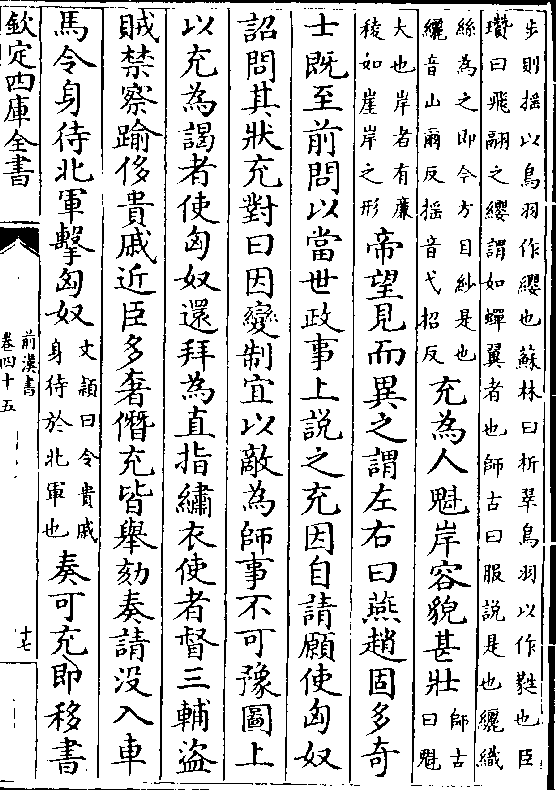 步則搖以鳥羽作纓也蘇林曰析翠鳥羽以作蕤也臣
瓚曰飛翮之纓謂如蟬翼者也師古曰服說是也纚織
絲為之即今方目紗是也
纚音山爾反搖音弋招反
充為人魁岸容貌甚壯
師古
曰魁
大也岸者有廉
稜如崖岸之形
帝望見而異之謂左右曰燕趙固多奇
士既至前問以當世政事上說之充因自請願使匈奴
詔問其狀充對曰因變制宜以敵為師事不可豫圖上
以充為謁者使匈奴還拜為直指繡衣使者督三輔盜
賊禁察踰侈貴戚近臣多奢僭充皆舉劾奏請沒入車
馬令身待北軍擊匈奴
文穎曰令貴戚
身待於北軍也
奏可充即移書
欽定四庫全書
前漢書
卷四十五
十七